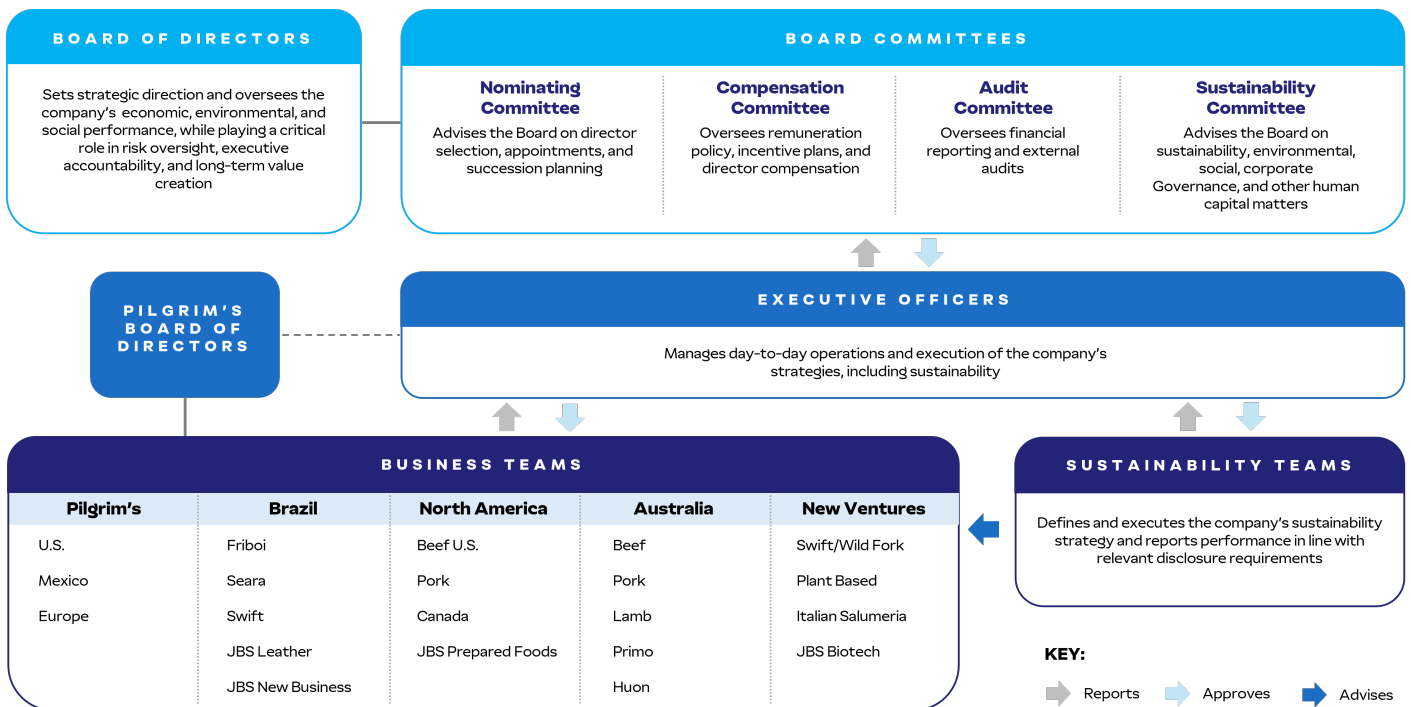 BOARD OF DIRECTORS
Sets strategic direction and oversees the
company's economic, environmental, and
social performance, while playing a critical
role in risk oversight, executive
accountability, and long-term value
creation
BOARD COMMITTEES
Nominating
Committee
Advises the Board on director
selection, appointments, and
succession planning
Compensation
Committee
Oversees remuneration
policy, incentive plans, and
director compensation
Audit
Committee
Oversees financial
reporting and external
audits
Sustainability
Committee
Advises the Board on
sustainability, environmental,
social, corporate
Governance, and other human
capital matters
PILGRIM'S
BOARD OF
DIRECTORS
EXECUTIVE OFFICERS
Manages day-to-day operations and execution of the company's
strategies, including sustainability
BUSINESS TEAMS
Pilgrim's
U.S.
Mexico
Europe
Brazil
Friboi
Seara
Swift
JBS Leather
JBS New Business
North America
Beef U.S.
Pork
Canada
JBS Prepared Foods
Australia
Beef
Pork
Lamb
Primo
Huon
New Ventures
Swift/Wild Fork
Plant Based
Italian Salumeria
JBS Biotech
SUSTAINABILITY TEAMS
Defines and executes the company's sustainability
strategy and reports performance in line with
relevant disclosure requirements
KEY:
Reports
Approves
Advises